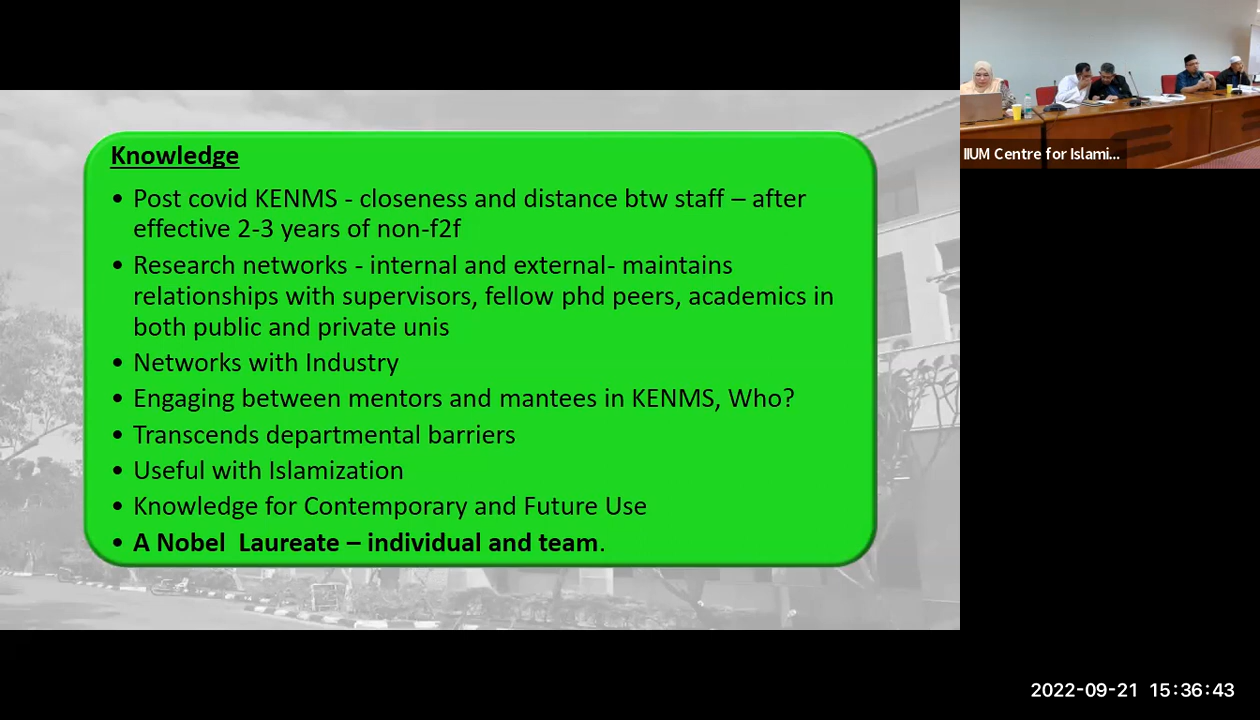 Knowledge
• Post covid KENMS - closeness and distance btw staff – after
effective 2-3 years of non-f2f
• Research networks - internal and external- maintains
relationships with supervisors, fellow phd peers, academics in
both public and private unis
• Networks with Industry
• Engaging between mentors and mantees in KENMS, Who?
• Transcends departmental barriers
• Useful with Islamization
• Knowledge for Contemporary and Future Use
• A Nobel  Laureate – individual and team.
IIUM Centre for Islami...
2022-09-21 15:36:43